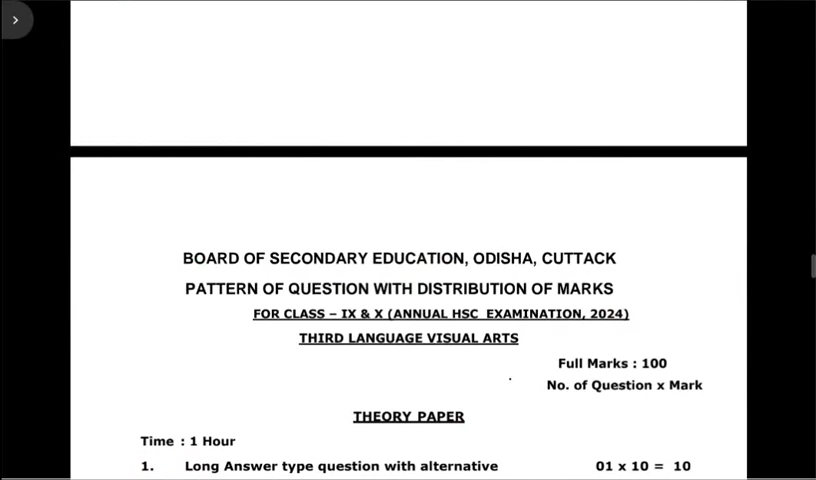 BOARD OF SECONDARY EDUCATION, ODISHA, CUTTACK
PATTERN OF QUESTION WITH DISTRIBUTION OF MARKS
FOR CLASS – IX & X (ANNUAL HSC EXAMINATION, 2024)
THIRD LANGUAGE VISUAL ARTS
Full Marks : 100
No. of Question x Mark
THEORY PAPER
Time : 1 Hour
1. Long Answer type question with alternative 01 x 10 = 10